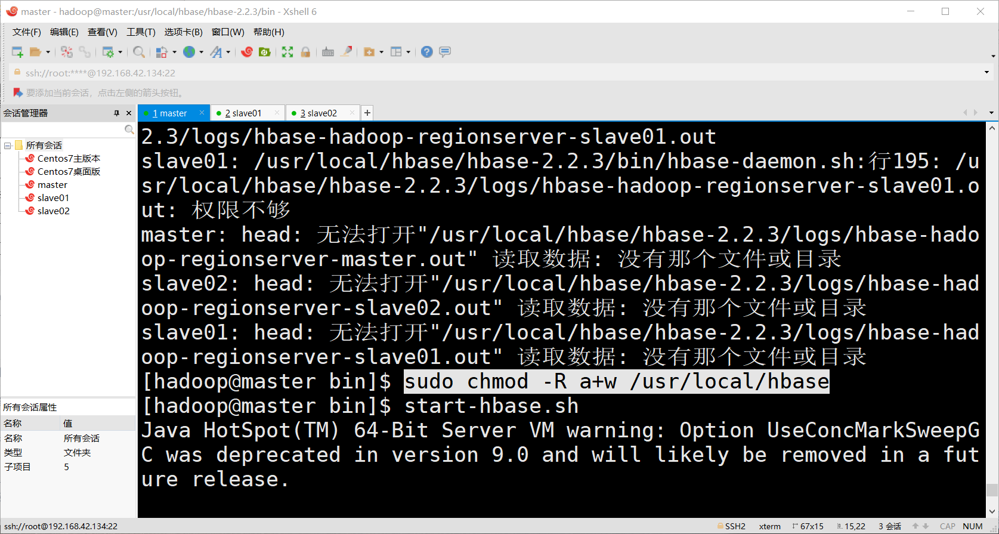 master - hadoop@master:/usr/local/hbase/hbase-2.2.3/bin - Xshell 6
文件(F) 编辑(E) 查看(V) 工具(T) 选项卡(B) 窗口(W) 帮助(H)
ssh://root:****@192.168.42.134:22
要添加当前会话，点击左侧的箭头按钮。
会话管理器
1 master
2 slave01
3 slave02
所有会话
Centos7主版本
Centos7桌面版
master
slave01
slave02
所有会话属性
名称 值
名称 所有会话
类型 文件夹
子项目 5
2.3/logs/hbase-hadoop-regionserver-slave01.out
slave01: /usr/local/hbase/hbase-2.2.3/bin/hbase-daemon.sh:行195: /u
sr/local/hbase/hbase-2.2.3/logs/hbase-hadoop-regionserver-slave01.o
ut: 权限不够
master: head: 无法打开"/usr/local/hbase/hbase-2.2.3/logs/hbase-hado
op-regionserver-master.out" 读取数据: 没有那个文件或目录
slave02: head: 无法打开"/usr/local/hbase/hbase-2.2.3/logs/hbase-had
oop-regionserver-slave02.out" 读取数据: 没有那个文件或目录
slave01: head: 无法打开"/usr/local/hbase/hbase-2.2.3/logs/hbase-had
oop-regionserver-slave01.out" 读取数据: 没有那个文件或目录
[hadoop@master bin]$ sudo chmod -R a+w /usr/local/hbase
[hadoop@master bin]$ start-hbase.sh
Java HotSpot(TM) 64-Bit Server VM warning: Option UseConcMarkSweepG
C was deprecated in version 9.0 and will likely be removed in a fut
ure release.
ssh://root@192.168.42.134:22
SSH2 xterm 67x15 15,22 3 会话 CAP NUM